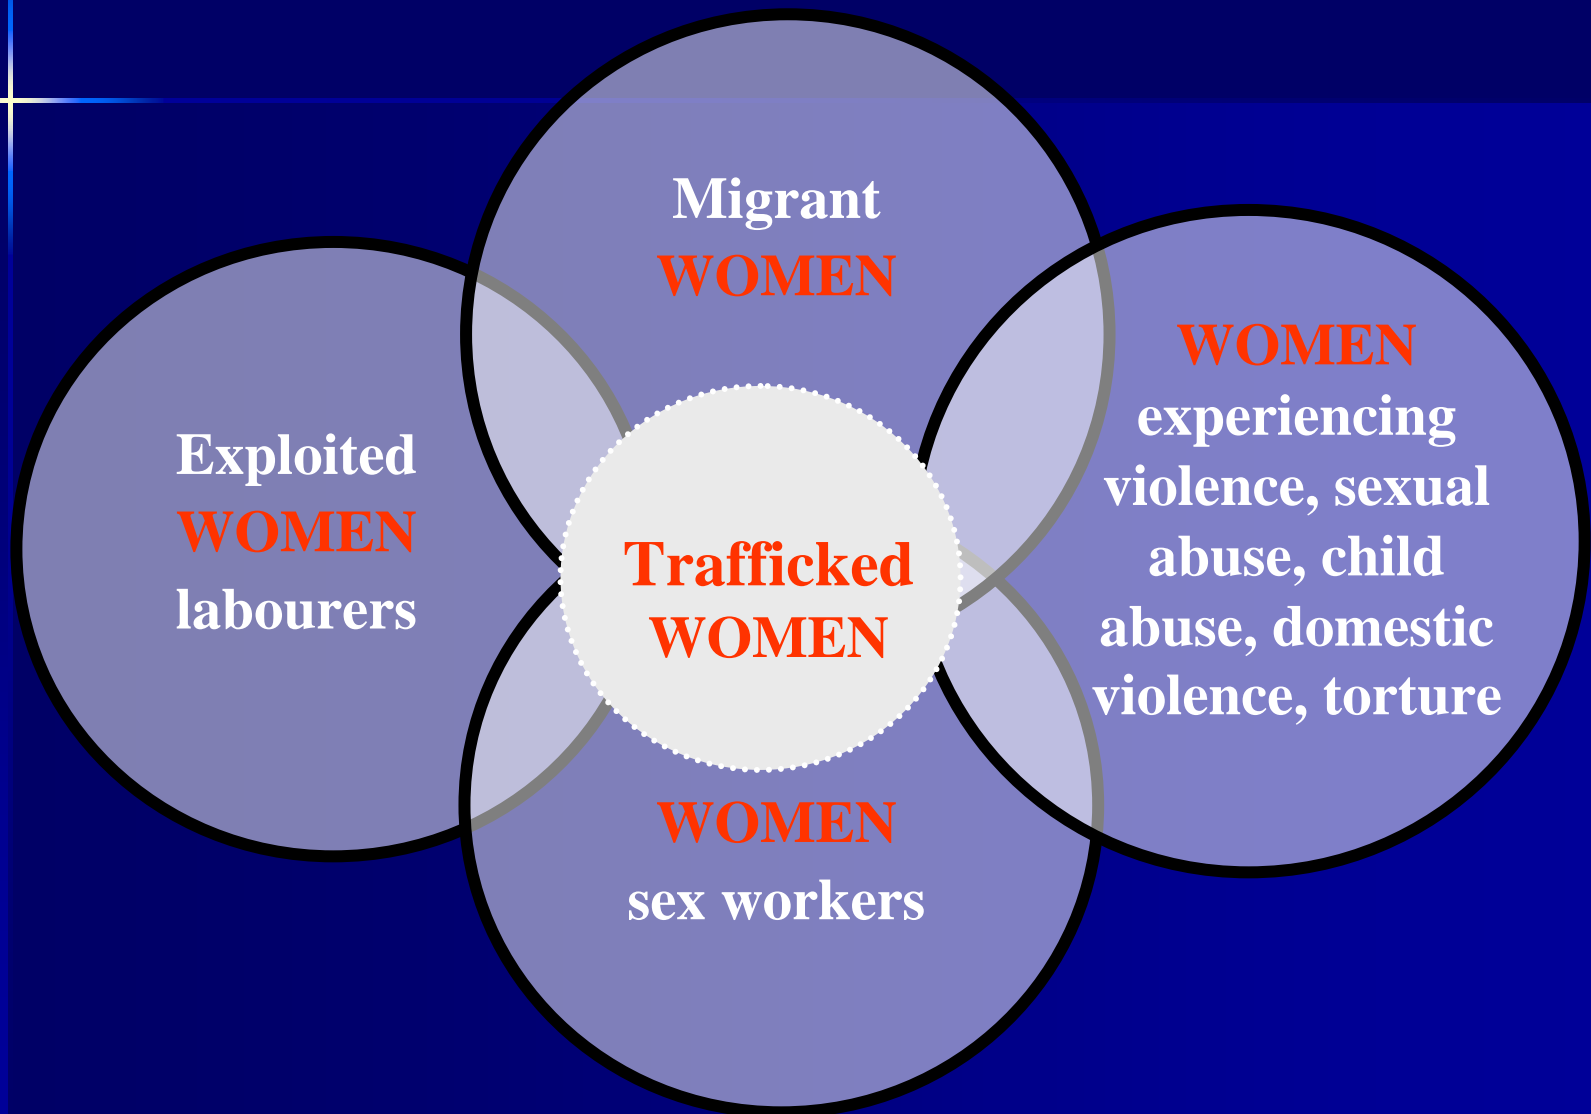 Migrant
WOMEN
Exploited
WOMEN
labourers
WOMEN
experiencing
violence, sexual
abuse, child
abuse, domestic
violence, torture
Trafficked
WOMEN
WOMEN
sex workers